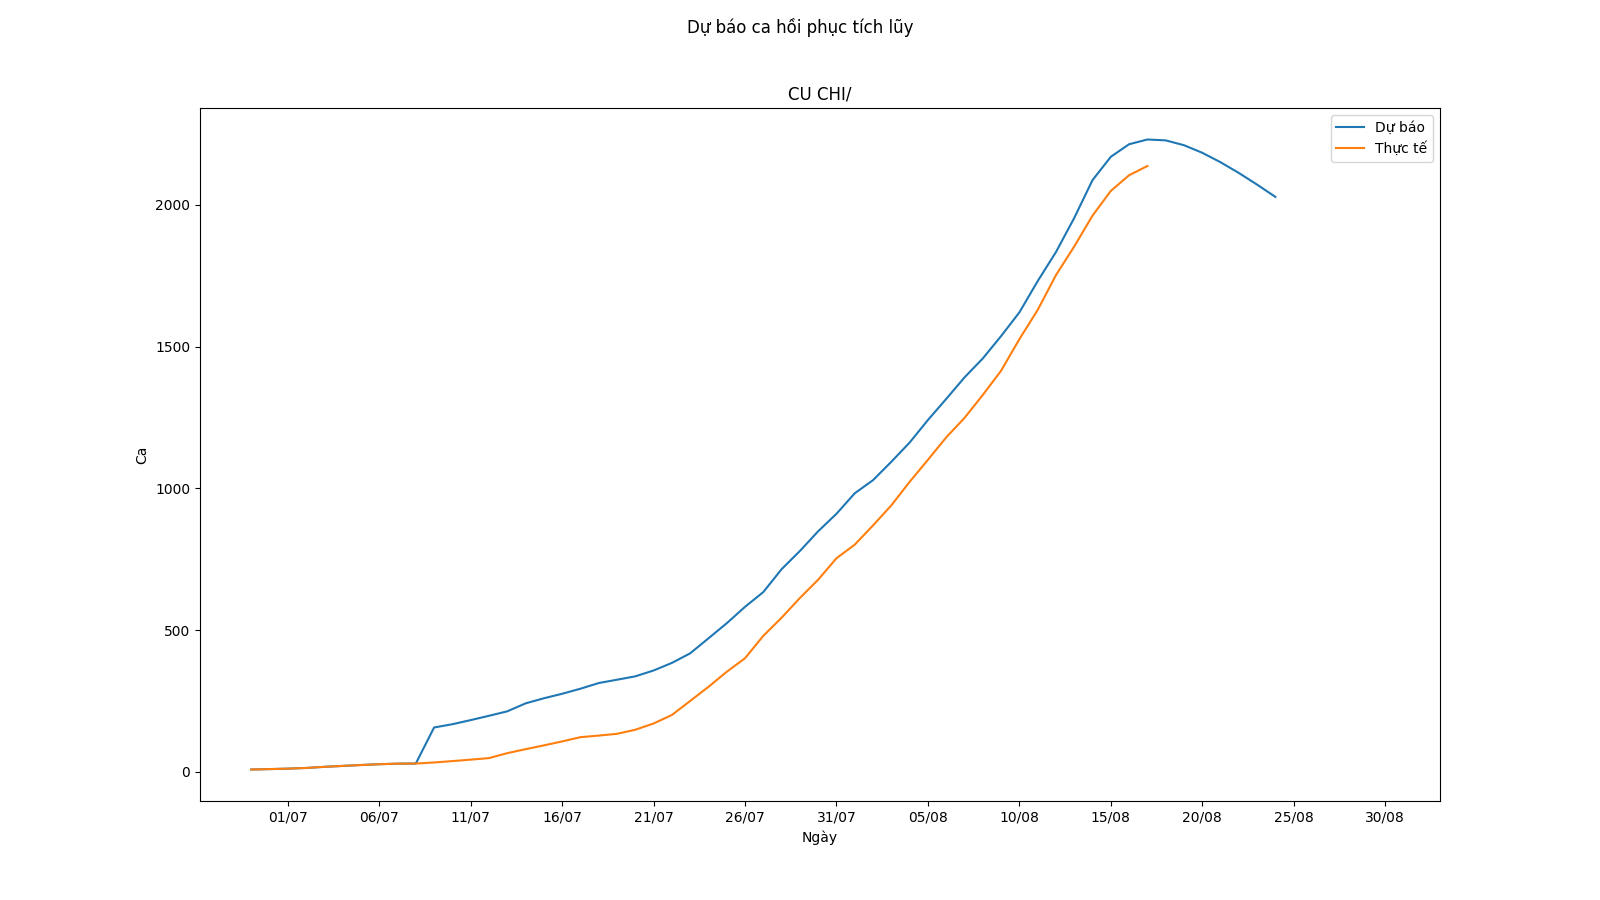 Dự báo ca hồi phục tích lũy
CU CHI/
Dự báo
Thực tế
2000
1500
1000
500
0
Ca
01/07 06/07 11/07 16/07 21/07 26/07 31/07 05/08 10/08 15/08 20/08 25/08 30/08
Ngày